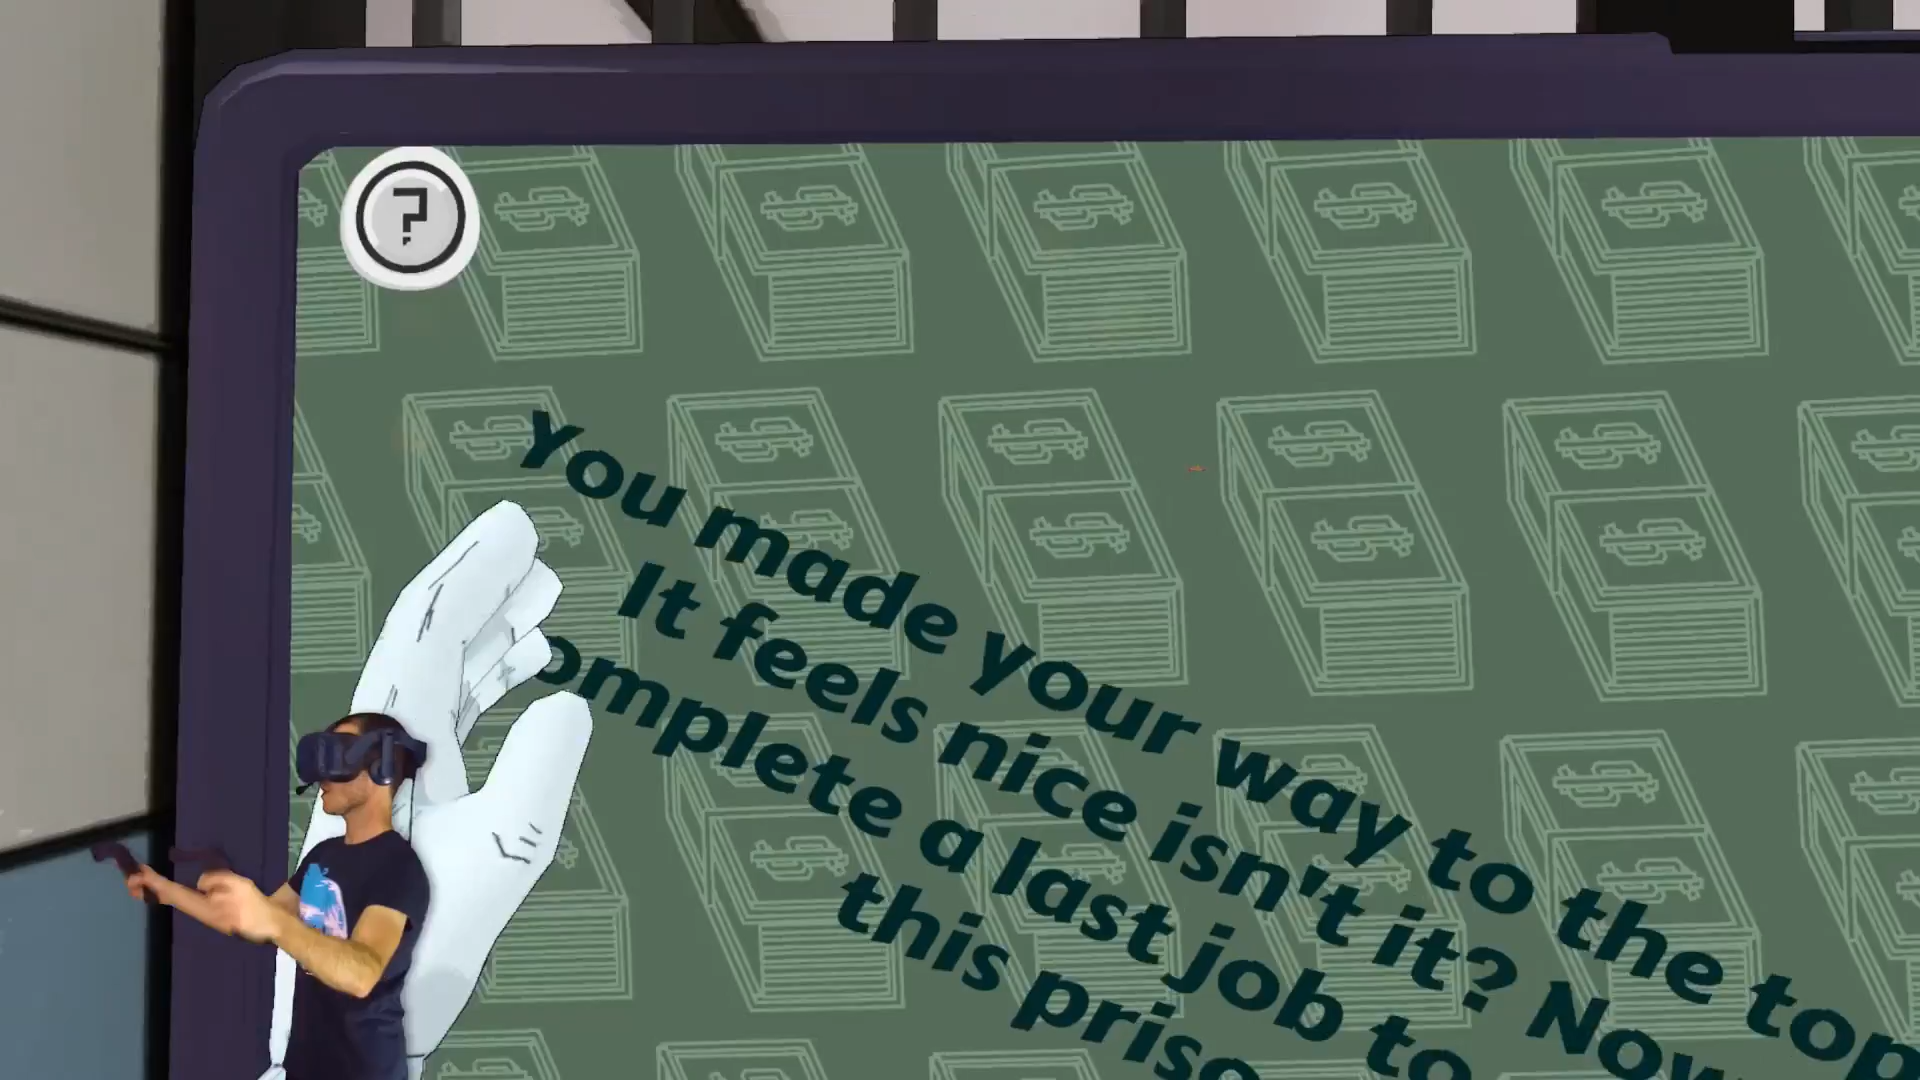 ?
You made your way to the top
It feels nice isn't it? Now
omplete a last job to
this priso